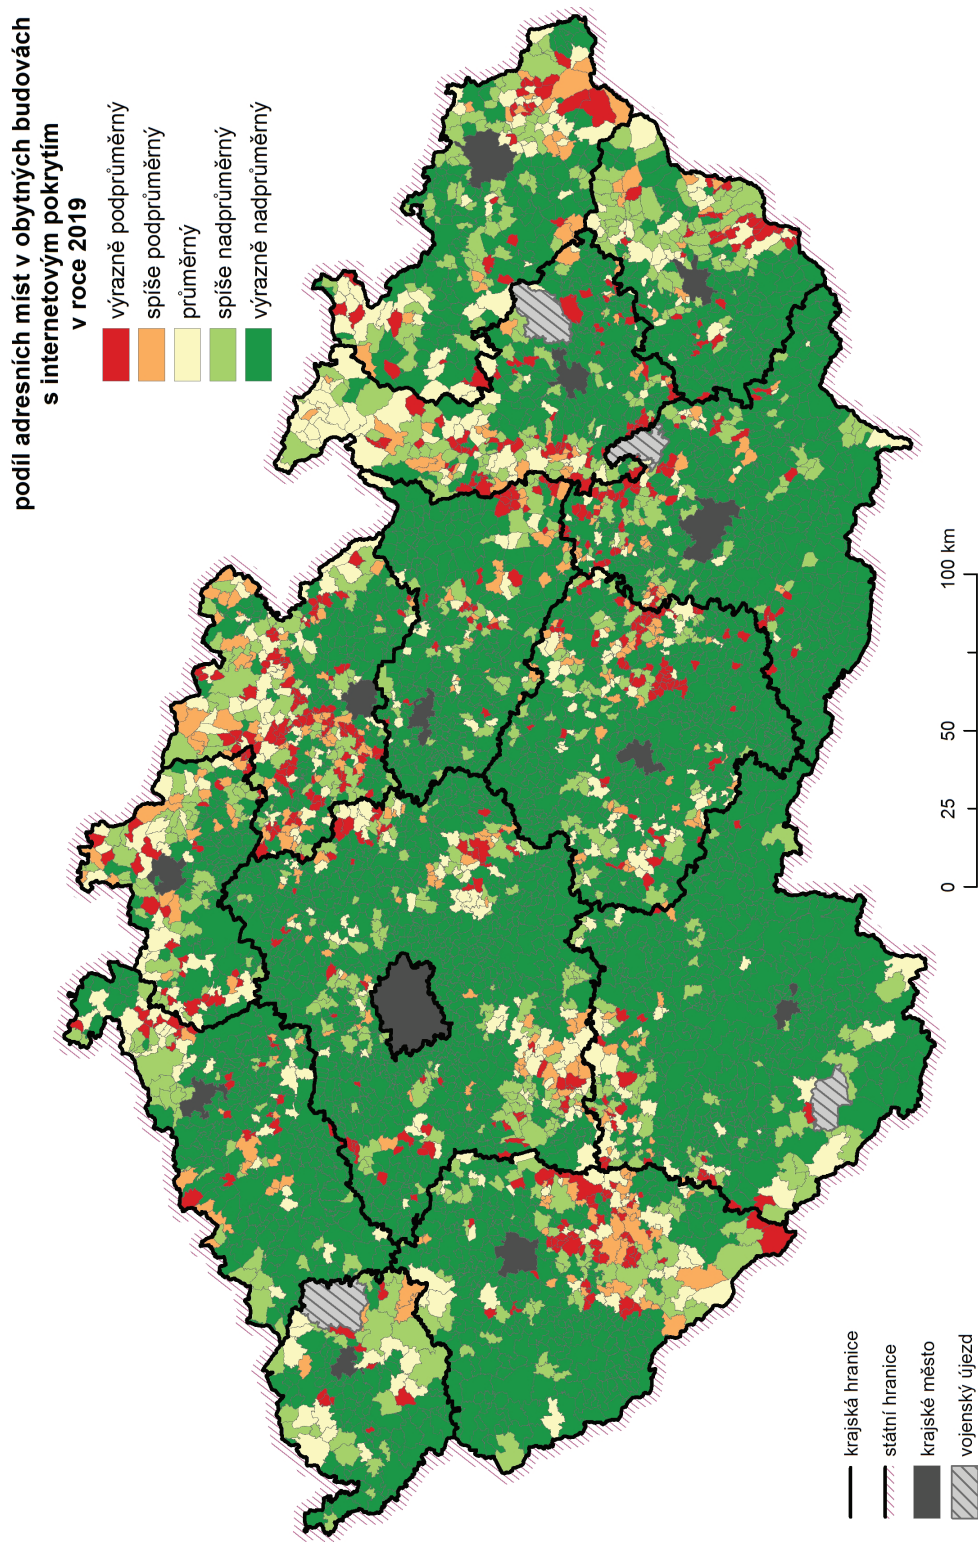 podíl adresních míst v obytných budovách
s internetovým pokrytím
v roce 2019
výrazně podprůměrný
spíše podprůměrný
průměrný
spíše nadprůměrný
výrazně nadprůměrný
krajská hranice
státní hranice
krajské město
vojenský újezd
0 25 50 100 km